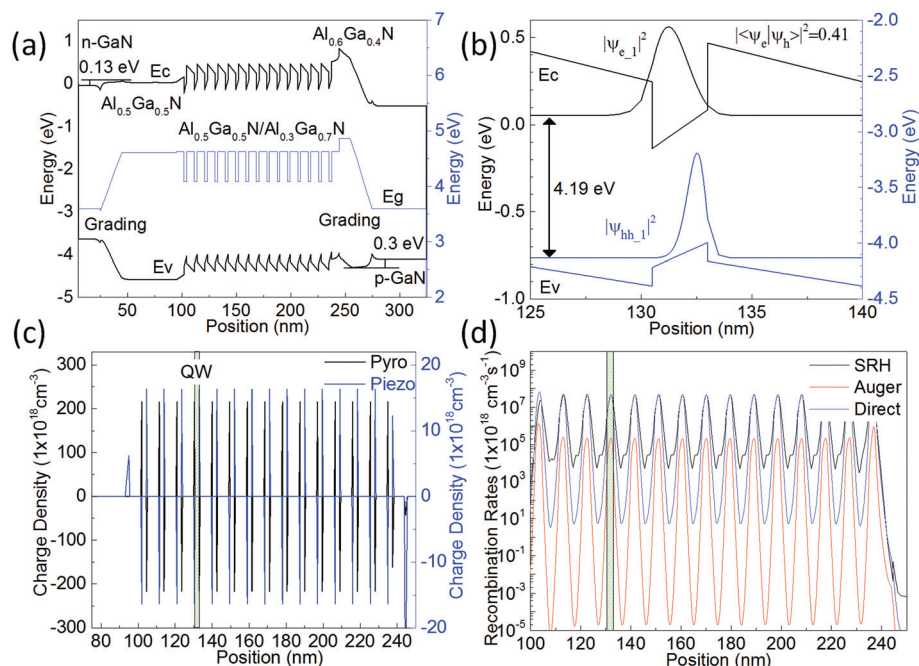 (a)
n-GaN
0.13 eV
Ec
Al0.5Ga0.5N
Al0.6Ga0.4N
Al0.5Ga0.5N/Al0.3Ga0.7N
Eg
Grading
Grading
0.3 eV
Ev
p-GaN
1
0
-1
-2
-3
-4
-5
Energy (eV)
7
6
5
4
3
2
Energy (eV)
50 100 150 200 250 300
Position (nm)
(b)
|ψe_1|²
|<ψe|ψh>|²=0.41
Ec
4.19 eV
|ψhh_1|²
Ev
0.5
0.0
-0.5
-1.0
Energy (eV)
-2.0
-2.5
-3.0
-3.5
-4.0
-4.5
Energy (eV)
125 130 135 140
Position (nm)
(c)
QW
Pyro
Piezo
300
200
100
0
-100
-200
-300
Charge Density (1x10¹⁸cm⁻³)
20
10
0
-10
-20
Charge Density (1x10¹⁸cm⁻³)
80 100 120 140 160 180 200 220 240
Position (nm)
(d)
SRH
Auger
Direct
10⁹
10⁷
10⁵
10³
10¹
10⁻¹
10⁻³
10⁻⁵
Recombination Rates (1x10¹⁸ cm⁻³s⁻¹)
100 120 140 160 180 200 220 240
Position (nm)